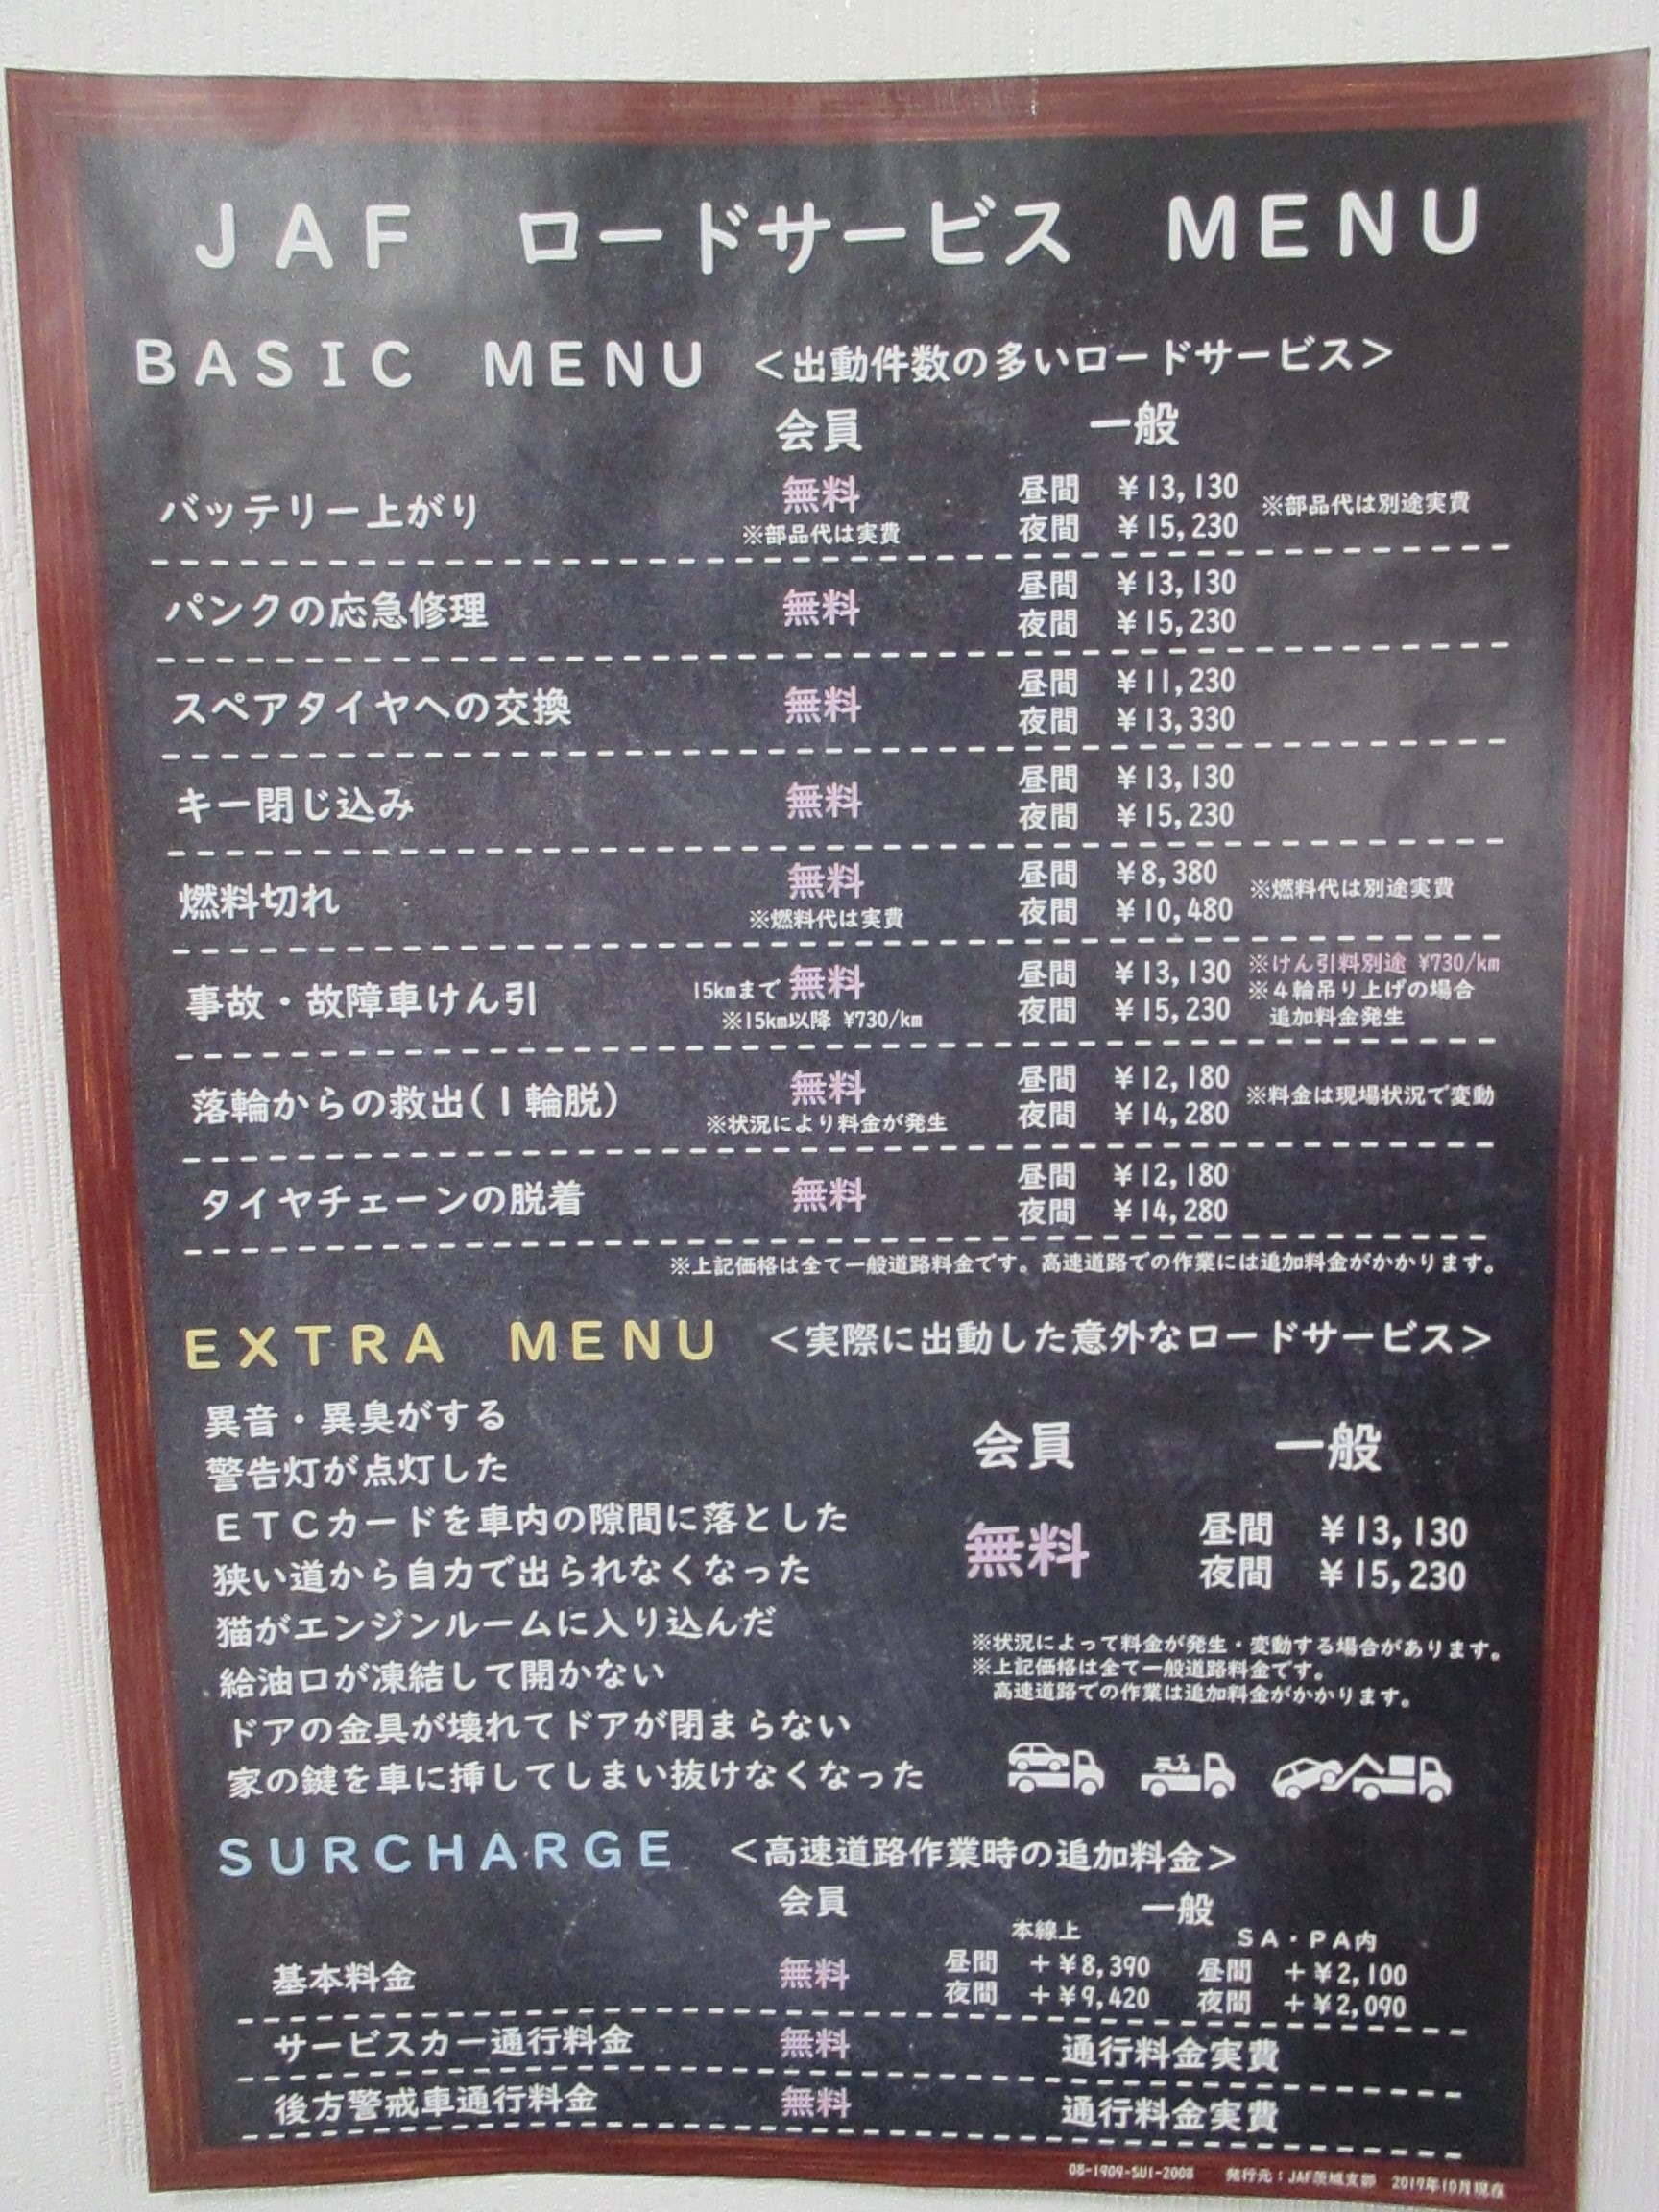 JAF ロードサービス MENU
BASIC MENU ＜出動件数の多いロードサービス＞
会員 一般
バッテリー上がり 無料 ※部品代は実費 昼間 ¥13,130 ※部品代は別途実費
夜間 ¥15,230
パンクの応急修理 無料 昼間 ¥13,130
夜間 ¥15,230
スペアタイヤへの交換 無料 昼間 ¥11,230
夜間 ¥13,330
キー閉じ込み 無料 昼間 ¥13,130
夜間 ¥15,230
燃料切れ 無料 ※燃料代は実費 昼間 ¥8,380 ※燃料代は別途実費
夜間 ¥10,480
事故・故障車けん引 15kmまで 無料 昼間 ¥13,130 ※けん引料別途 ¥730/km
※15km以降 ¥730/km 夜間 ¥15,230 ※4輪吊り上げの場合
追加料金発生
落輪からの救出(1輪脱) 無料 昼間 ¥12,180 ※料金は現場状況で変動
※状況により料金が発生 夜間 ¥14,280
タイヤチェーンの脱着 無料 昼間 ¥12,180
夜間 ¥14,280
※上記価格は全て一般道路料金です。高速道路での作業には追加料金がかかります。
EXTRA MENU ＜実際に出動した意外なロードサービス＞
異音・異臭がする
警告灯が点灯した
ETCカードを車内の隙間に落とした
狭い道から自力で出られなくなった
猫がエンジンルームに入り込んだ
給油口が凍結して開かない
ドアの金具が壊れてドアが閉まらない
家の鍵を車に挿してしまい抜けなくなった
会員 一般
無料 昼間 ¥13,130
夜間 ¥15,230
※状況によって料金が発生・変動する場合があります。
※上記価格は全て一般道路料金です。
高速道路での作業は追加料金がかかります。
SURCHARGE ＜高速道路作業時の追加料金＞
会員 一般
本線上 SA・PA内
基本料金 無料 昼間 +¥8,390 昼間 +¥2,100
夜間 +¥9,420 夜間 +¥2,090
サービスカー通行料金 無料 通行料金実費
後方警戒車通行料金 無料 通行料金実費
08-1909-SU1-2008 発行元:JAF茨城支部 2019年10月現在